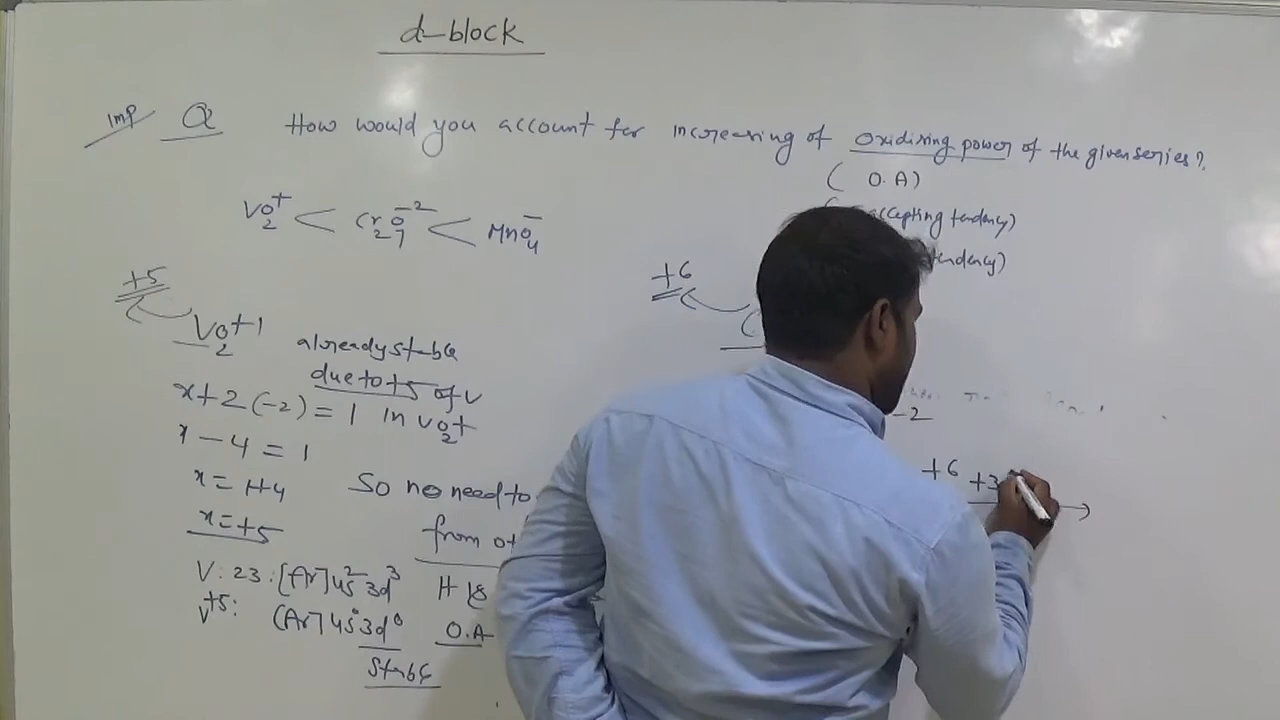 d-block
Imp Q How would you account for increasing of oxidising power of the given series?
( O.A)
VO2+ < Cr2O7-2 < MnO4-
accepting tendency)
tendency)
+5
+6
VO2+1
already stable
due to +5 of V
x+2(-2) = 1 in VO2+
-2
x-4 = 1
+6 +3
x = 1+4
So no need to
x=+5
from
V: 23: [Ar] 4s2 3d3
H is
V+5: [Ar] 4s0 3d0
O.A
Stable